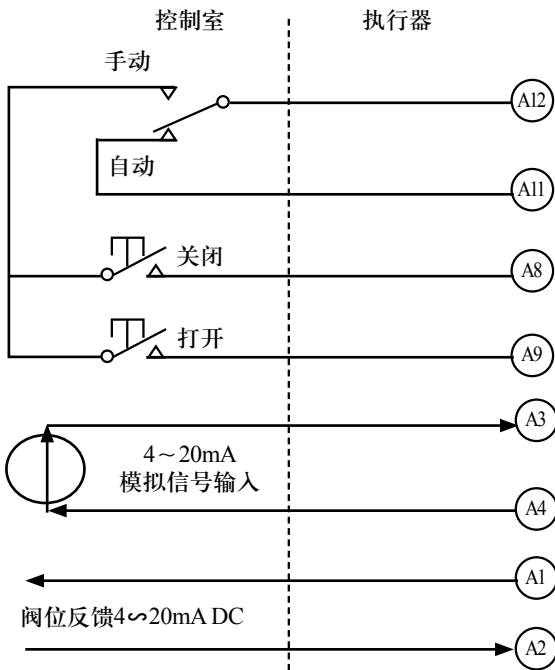 控制室
执行器
手动
A12
自动
A11
关闭
A8
打开
A9
A3
4~20mA
模拟信号输入
A4
A1
阀位反馈4∽20mA DC
A2